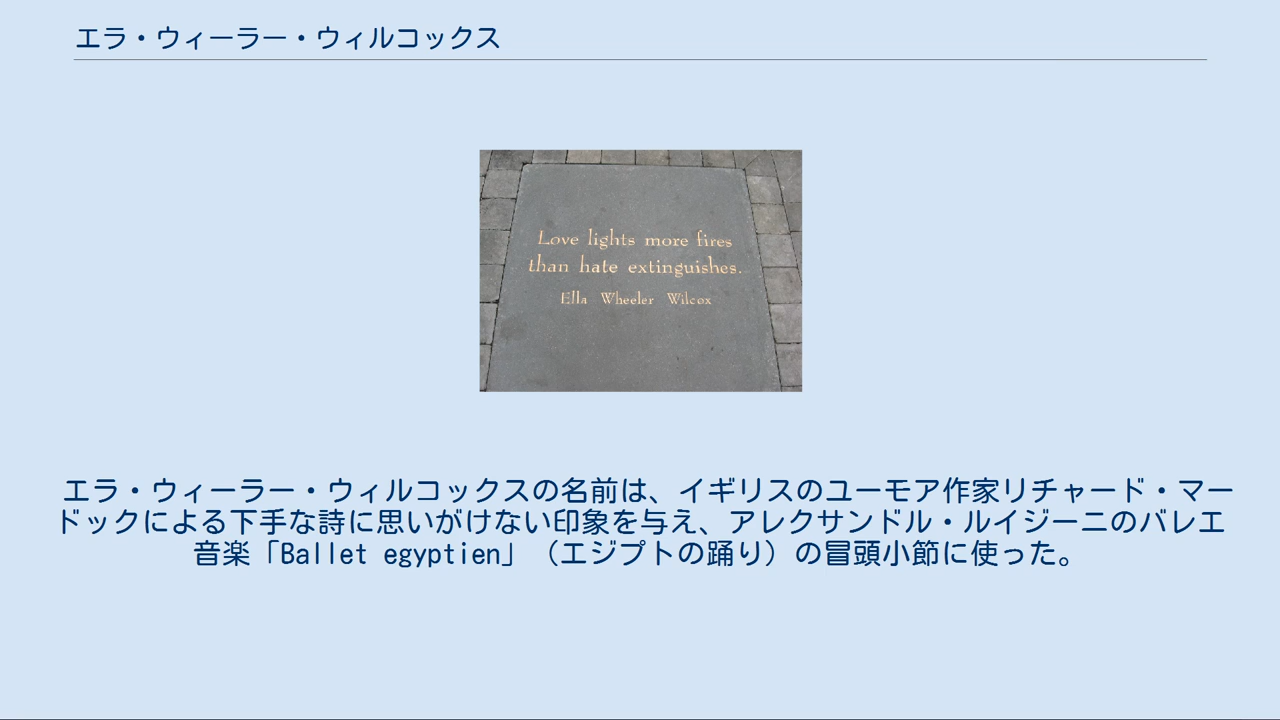 エラ・ウィーラー・ウィルコックス
Love lights more fires
than hate extinguishes.
Ella Wheeler Wilcox
エラ・ウィーラー・ウィルコックスの名前は、イギリスのユーモア作家リチャード・マー
ドックによる下手な詩に思いがけない印象を与え、アレクサンドル・ルイジーニのバレエ
音楽「Ballet egyptien」（エジプトの踊り）の冒頭小節に使った。